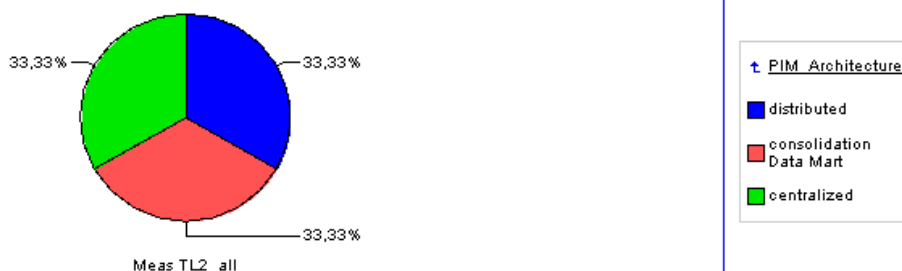 33,33%
33,33%
33,33%
Meas TL2 all
PIM Architecture
distributed
consolidation
Data Mart
centralized